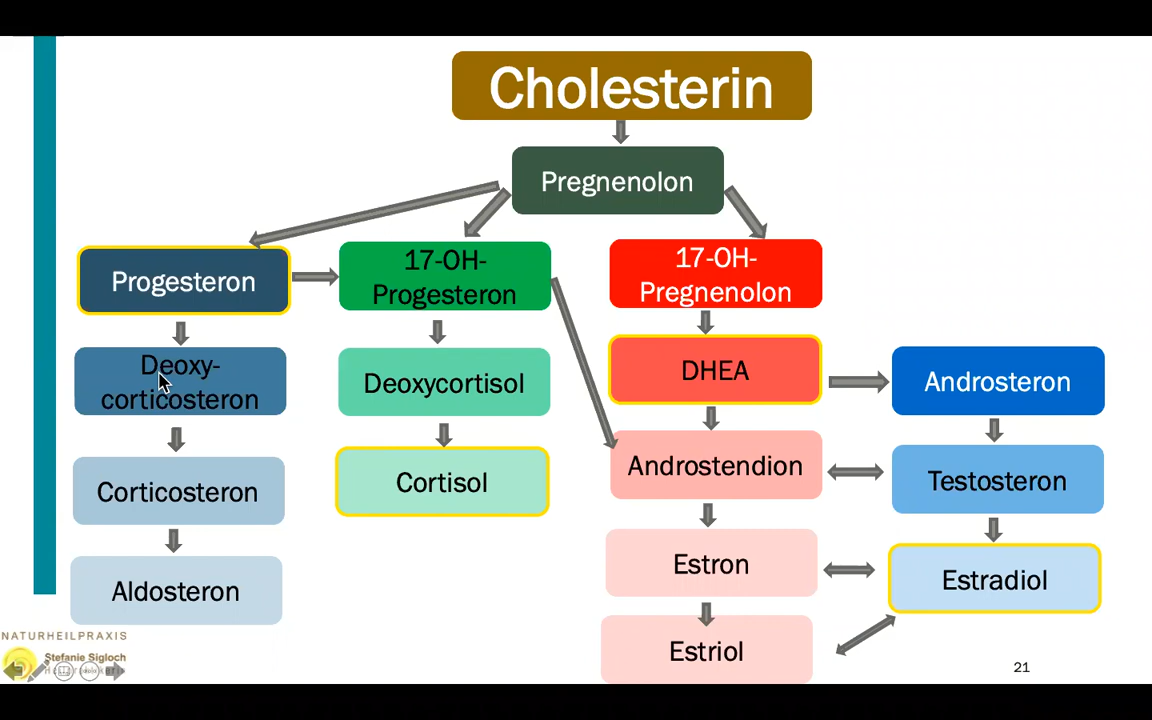 Cholesterin
Pregnenolon
Progesteron
17-OH-
Progesteron
17-OH-
Pregnenolon
Deoxy-
corticosteron
Deoxycortisol
DHEA
Androsteron
Corticosteron
Cortisol
Androstendion
Testosteron
Aldosteron
Estron
Estradiol
Estriol
NATURHEILPRAXIS
Stefanie Sigloch
21